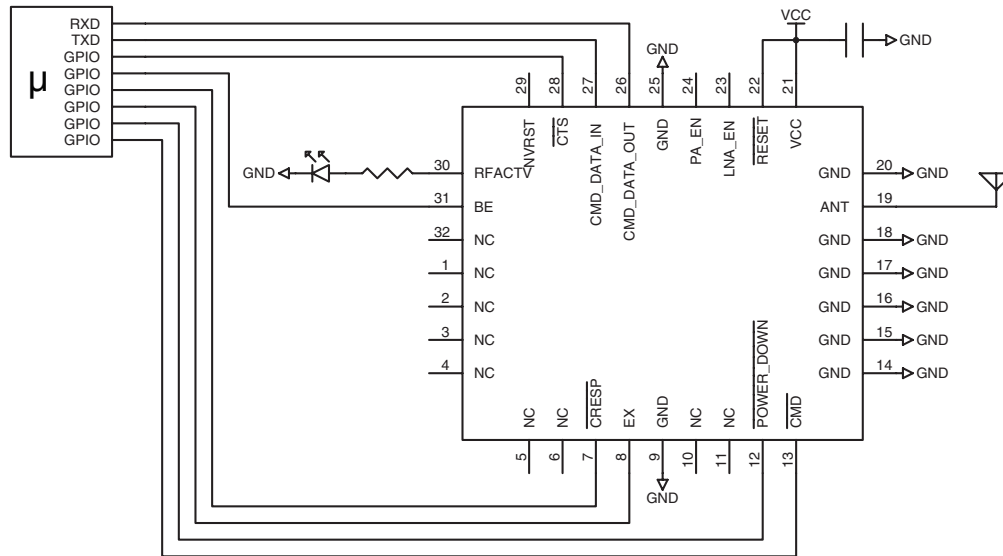 RXD
TXD
GPIO
GPIO
GPIO
GPIO
GPIO
GPIO
µ
VCC
GND
GND
29
28
27
26
25
24
23
22
21
NVRST
CTS
CMD_DATA_IN
CMD_DATA_OUT
GND
PA_EN
LNA_EN
RESET
VCC
GND
30
RFACTV
31
BE
32
NC
1
NC
2
NC
3
NC
4
NC
GND
20
GND
ANT
19
GND
18
GND
GND
17
GND
GND
16
GND
GND
15
GND
GND
14
GND
NC
NC
CRESP
EX
GND
NC
NC
POWER_DOWN
CMD
5
6
7
8
9
10
11
12
13
GND